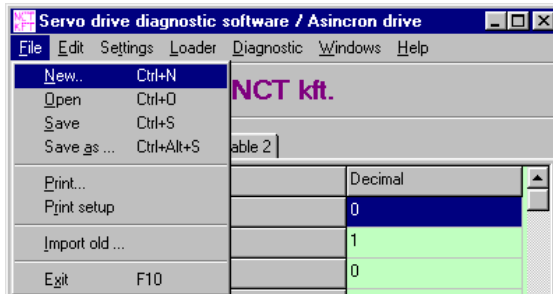 NCT KFT Servo drive diagnostic software / Asincron drive
File Edit Settings Loader Diagnostic Windows Help
New.. Ctrl+N
NCT kft.
Open Ctrl+O
Save Ctrl+S
Save as ... Ctrl+Alt+S
able 2
Print...
Decimal
Print setup
0
Import old ...
1
Exit F10
0